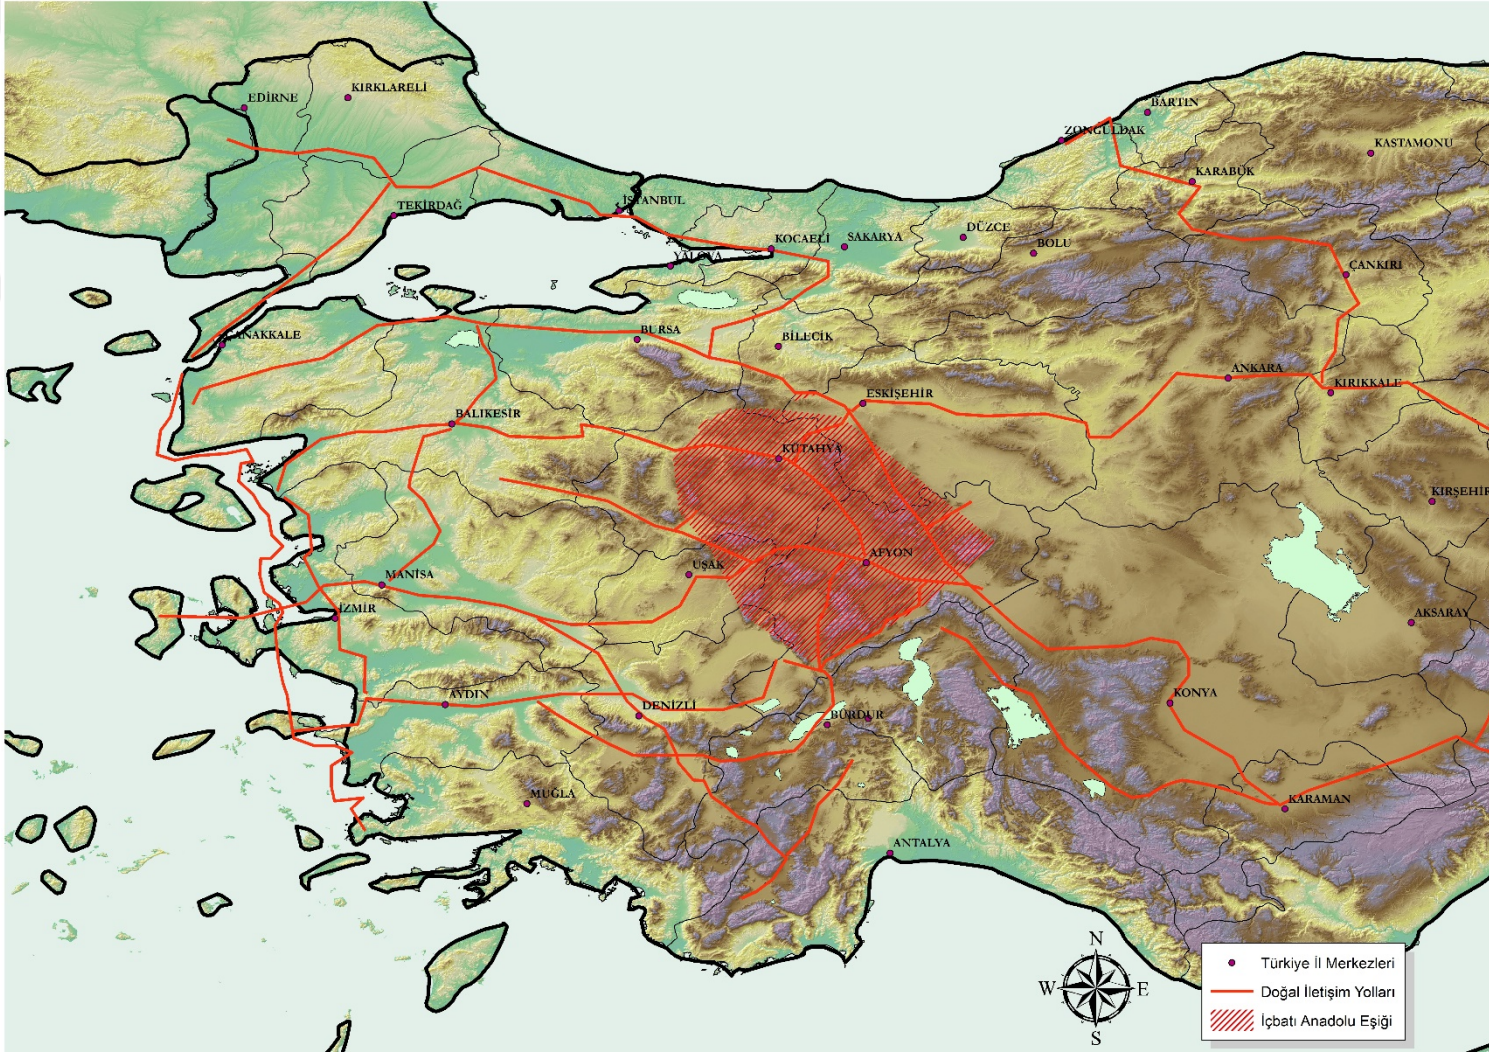 KIRKLARELİ
EDİRNE
BARTIN
ZONGULDAK
KASTAMONU
KARABÜK
TEKİRDAĞ
İSTANBUL
KOCAELİ
SAKARYA
DÜZCE
BOLU
YALOVA
ÇANKIRI
ANAKKALE
BURSA
BİLECİK
ANKARA
KIRIKKALE
ESKİŞEHİR
BALIKESİR
KÜTAHYA
KIRŞEHİR
AFYON
UŞAK
MANİSA
İZMİR
AKSARAY
AYDIN
DENİZLİ
BURDUR
KONYA
MUĞLA
KARAMAN
ANTALYA
N
W E
S
Türkiye İl Merkezleri
Doğal İletişim Yolları
İçbatı Anadolu Eşiği